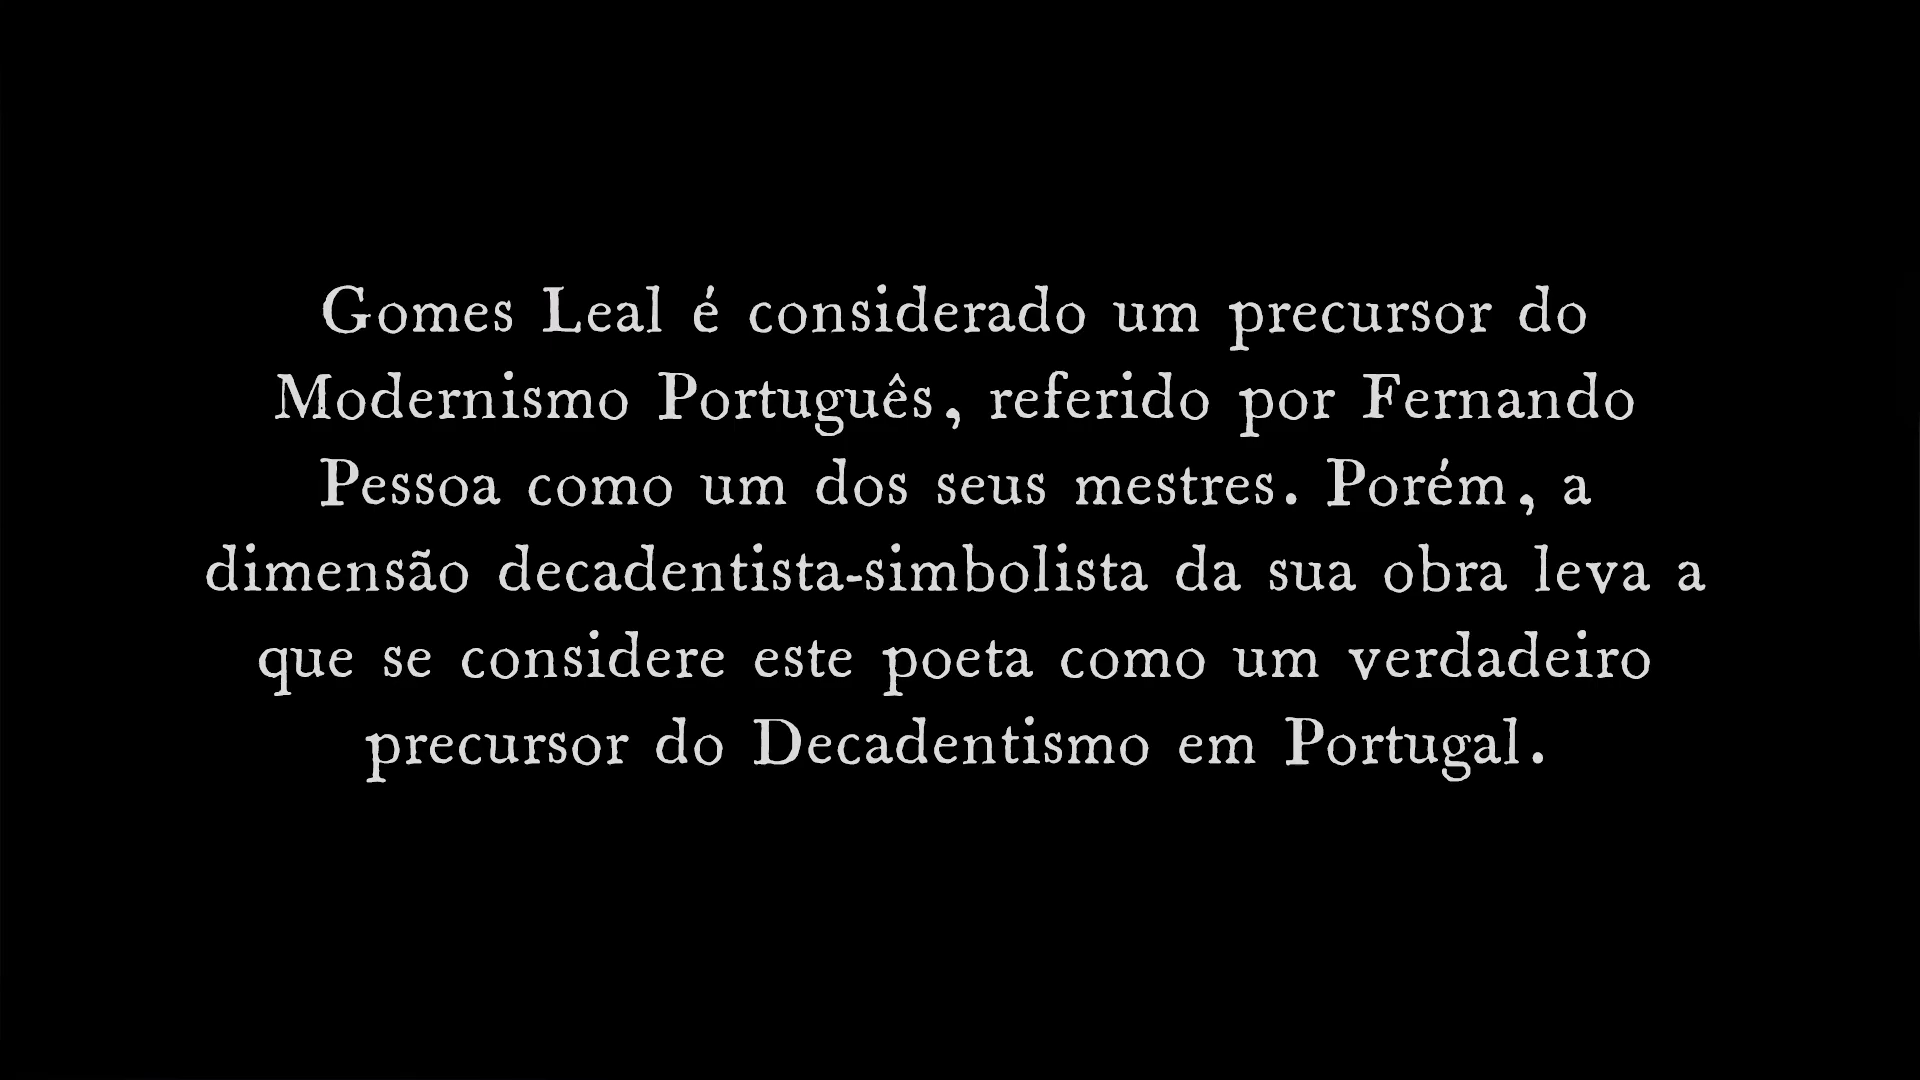 Gomes Leal é considerado um precursor do
Modernismo Português, referido por Fernando
Pessoa como um dos seus mestres. Porém, a
dimensão decadentista-simbolista da sua obra leva a
que se considere este poeta como um verdadeiro
precursor do Decadentismo em Portugal.